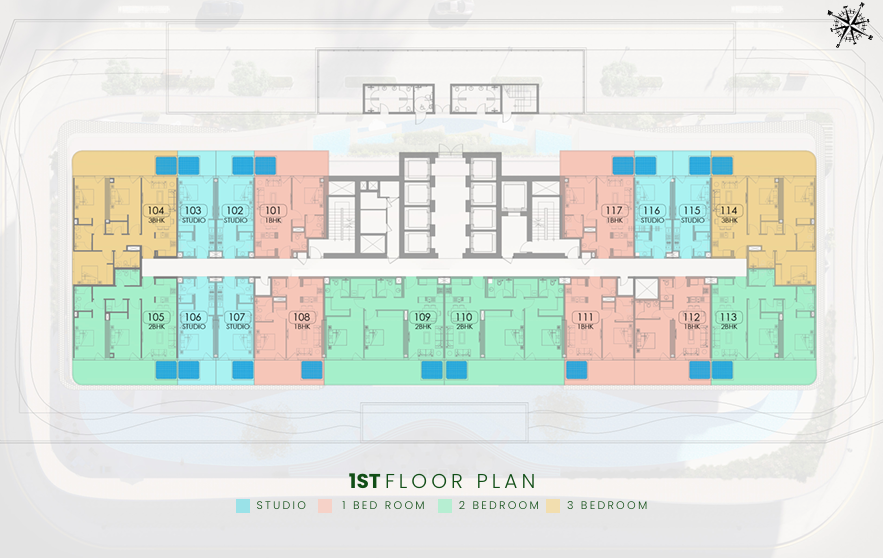 104
3BHK
103
STUDIO
102
STUDIO
101
1BHK
117
1BHK
116
STUDIO
115
STUDIO
114
3BHK
105
2BHK
106
STUDIO
107
STUDIO
108
1BHK
109
2BHK
110
2BHK
111
1BHK
112
1BHK
113
2BHK
1ST FLOOR PLAN
STUDIO 1 BED ROOM 2 BEDROOM 3 BEDROOM